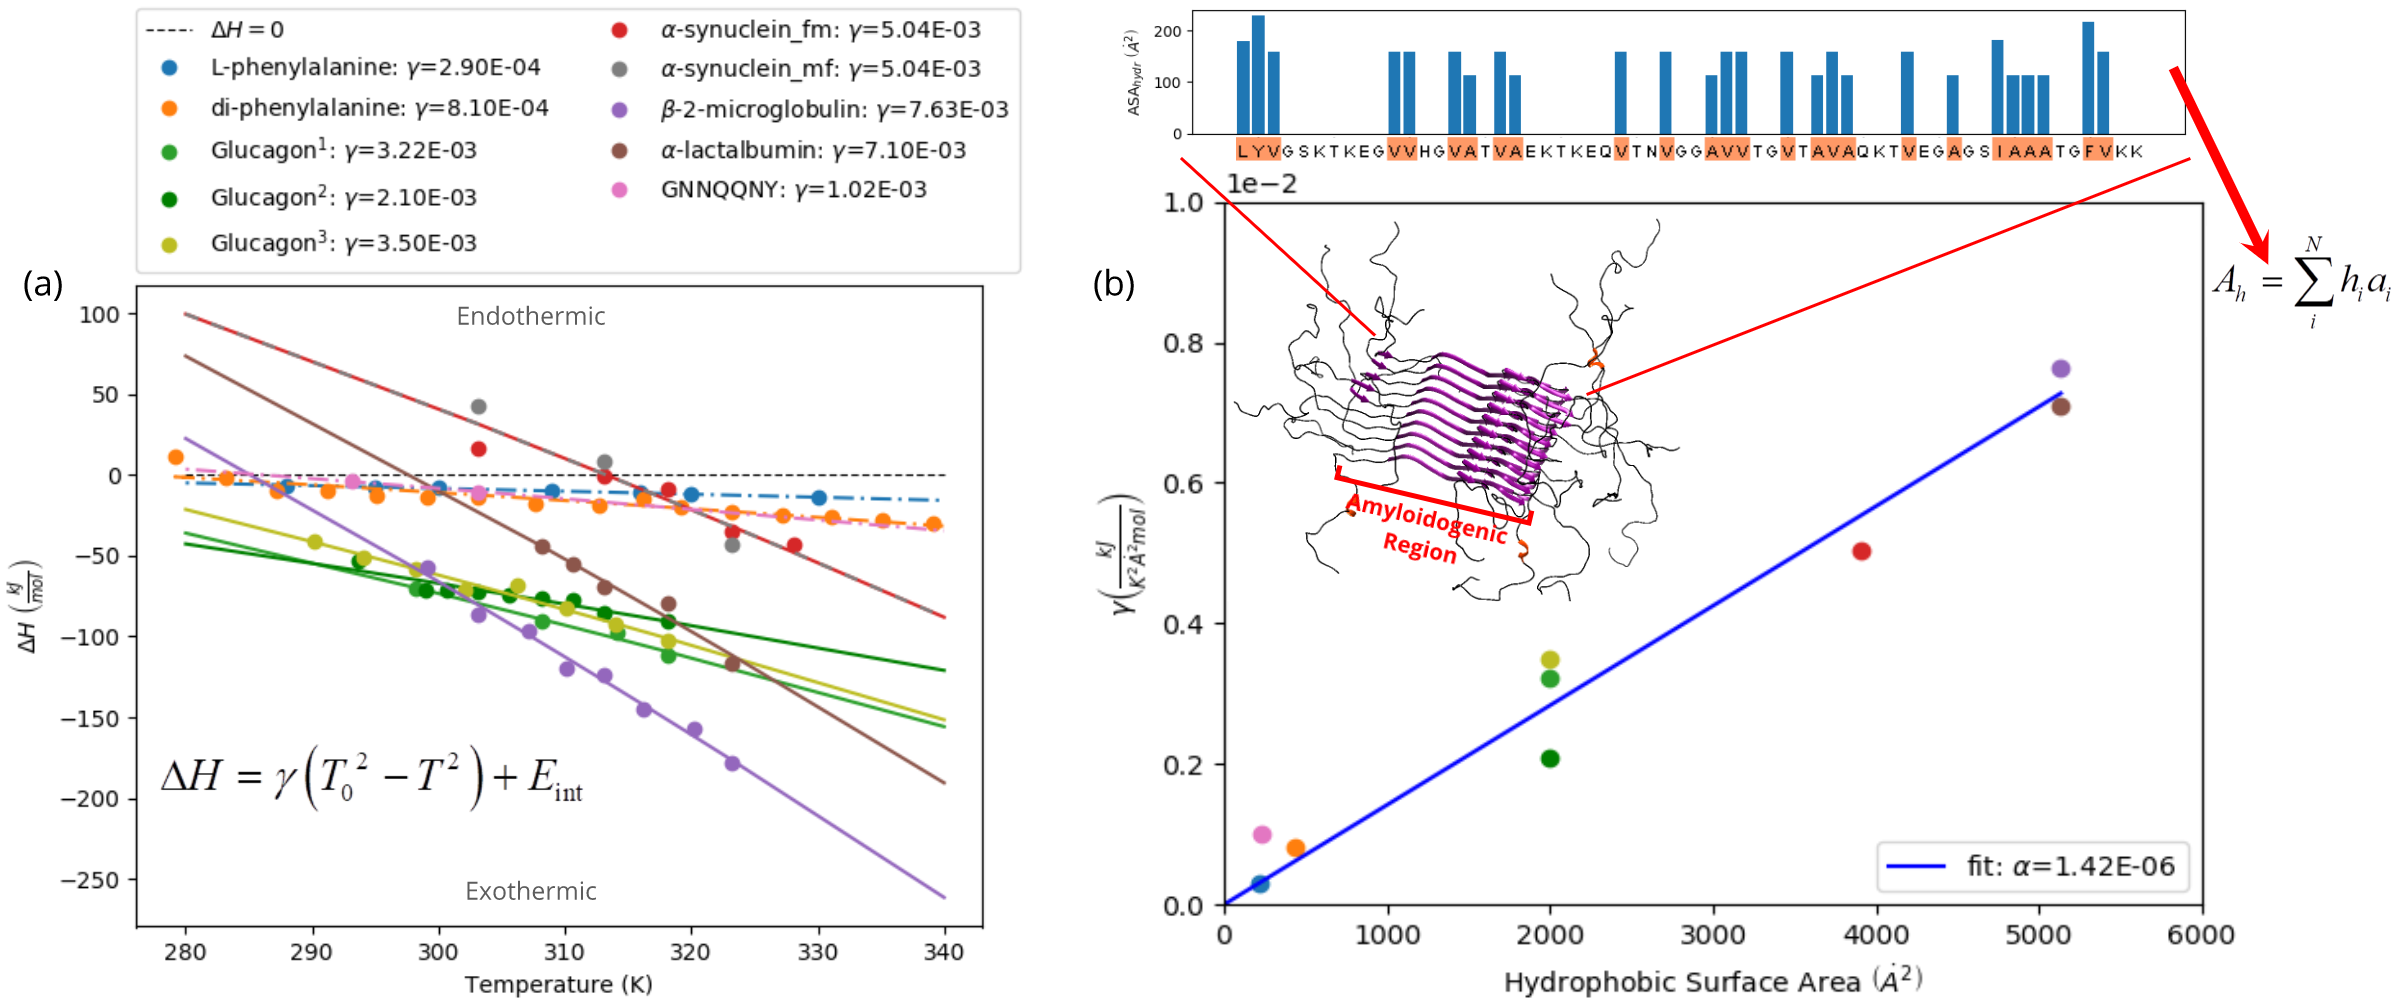 ΔH = 0
L-phenylalanine: γ=2.90E-04
di-phenylalanine: γ=8.10E-04
Glucagon¹: γ=3.22E-03
Glucagon²: γ=2.10E-03
Glucagon³: γ=3.50E-03
α-synuclein_fm: γ=5.04E-03
α-synuclein_mf: γ=5.04E-03
β-2-microglobulin: γ=7.63E-03
α-lactalbumin: γ=7.10E-03
GNNQQNY: γ=1.02E-03
(a)
Endothermic
100
50
0
−50
−100
−150
−200
−250
ΔH (kJ/mol)
ΔH = γ(T₀² − T²) + E_int
Exothermic
280 290 300 310 320 330 340
Temperature (K)
(b)
200
100
0
ASA_hydr (Ȧ²)
LYVGSKTKEGVVHGVATVAEKTKEQVTNVGGAVVTGVTAVAQKTVEGAGSIAAATGFVKK
1e−2
A_h = ∑_i^N h_i a_i
1.0
0.8
0.6
0.4
0.2
0.0
γ(kJ/K²Ȧ²mol)
Amyloidogenic
Region
fit: α=1.42E-06
0 1000 2000 3000 4000 5000 6000
Hydrophobic Surface Area (Ȧ²)